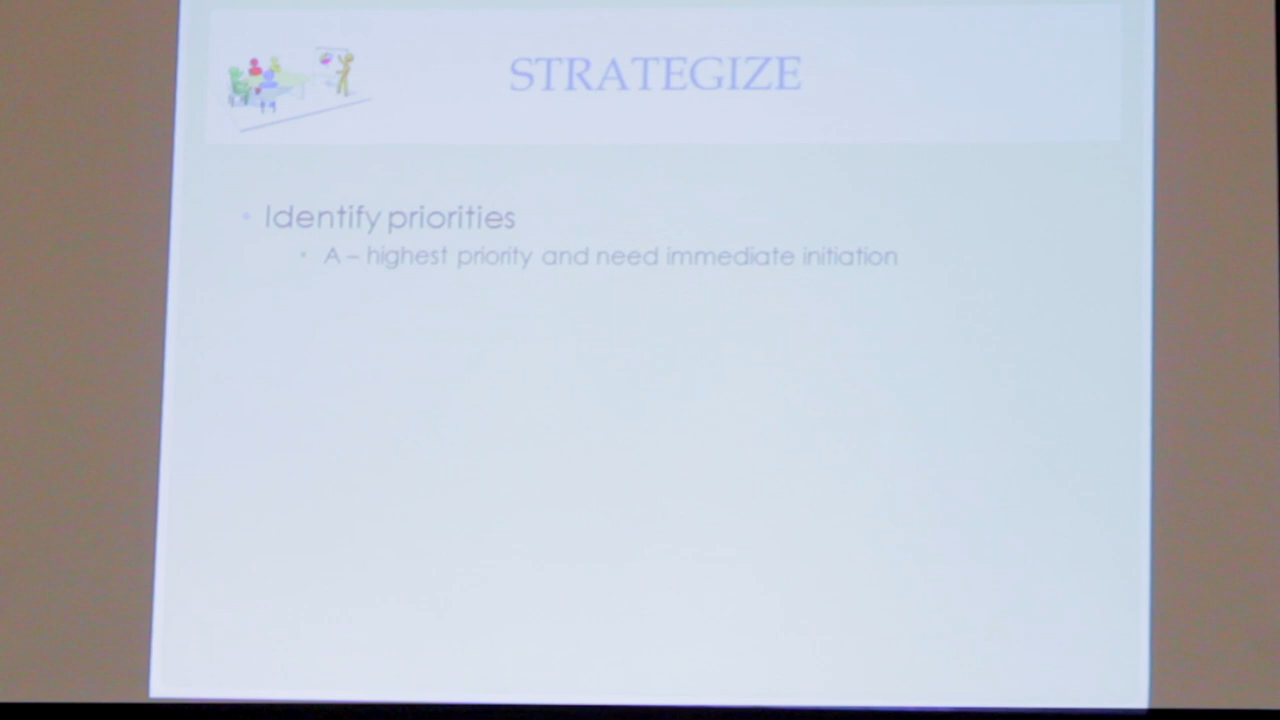 STRATEGIZE
• Identify priorities
• A – highest priority and need immediate initiation